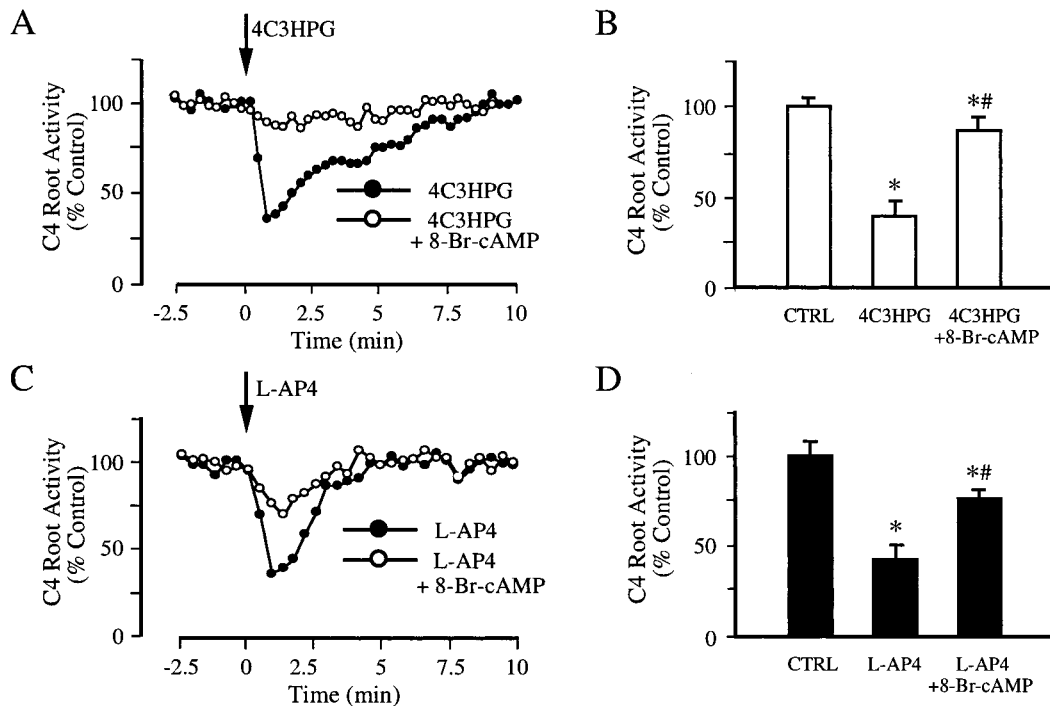 A
4C3HPG
C4 Root Activity
(% Control)
100
50
0
4C3HPG
4C3HPG
+ 8-Br-cAMP
-2.5 0 2.5 5 7.5 10
Time (min)
B
C4 Root Activity
(% Control)
100
50
0
*
*#
CTRL 4C3HPG 4C3HPG
+8-Br-cAMP
C
L-AP4
C4 Root Activity
(% Control)
100
50
0
L-AP4
L-AP4
+ 8-Br-cAMP
-2.5 0 2.5 5 7.5 10
Time (min)
D
C4 Root Activity
(% Control)
100
50
0
*
*#
CTRL L-AP4 L-AP4
+8-Br-cAMP